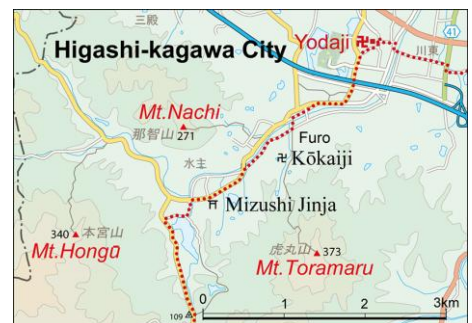 三殿
Higashi-kagawa City
Yodaji
川東
41
Mt.Nachi
那智山
271
Furo
水主
Kōkaiji
Mizushi Jinja
340 本宮山
Mt.Hongū
虎丸山
373
Mt.Toramaru
109
0 1 2 3km